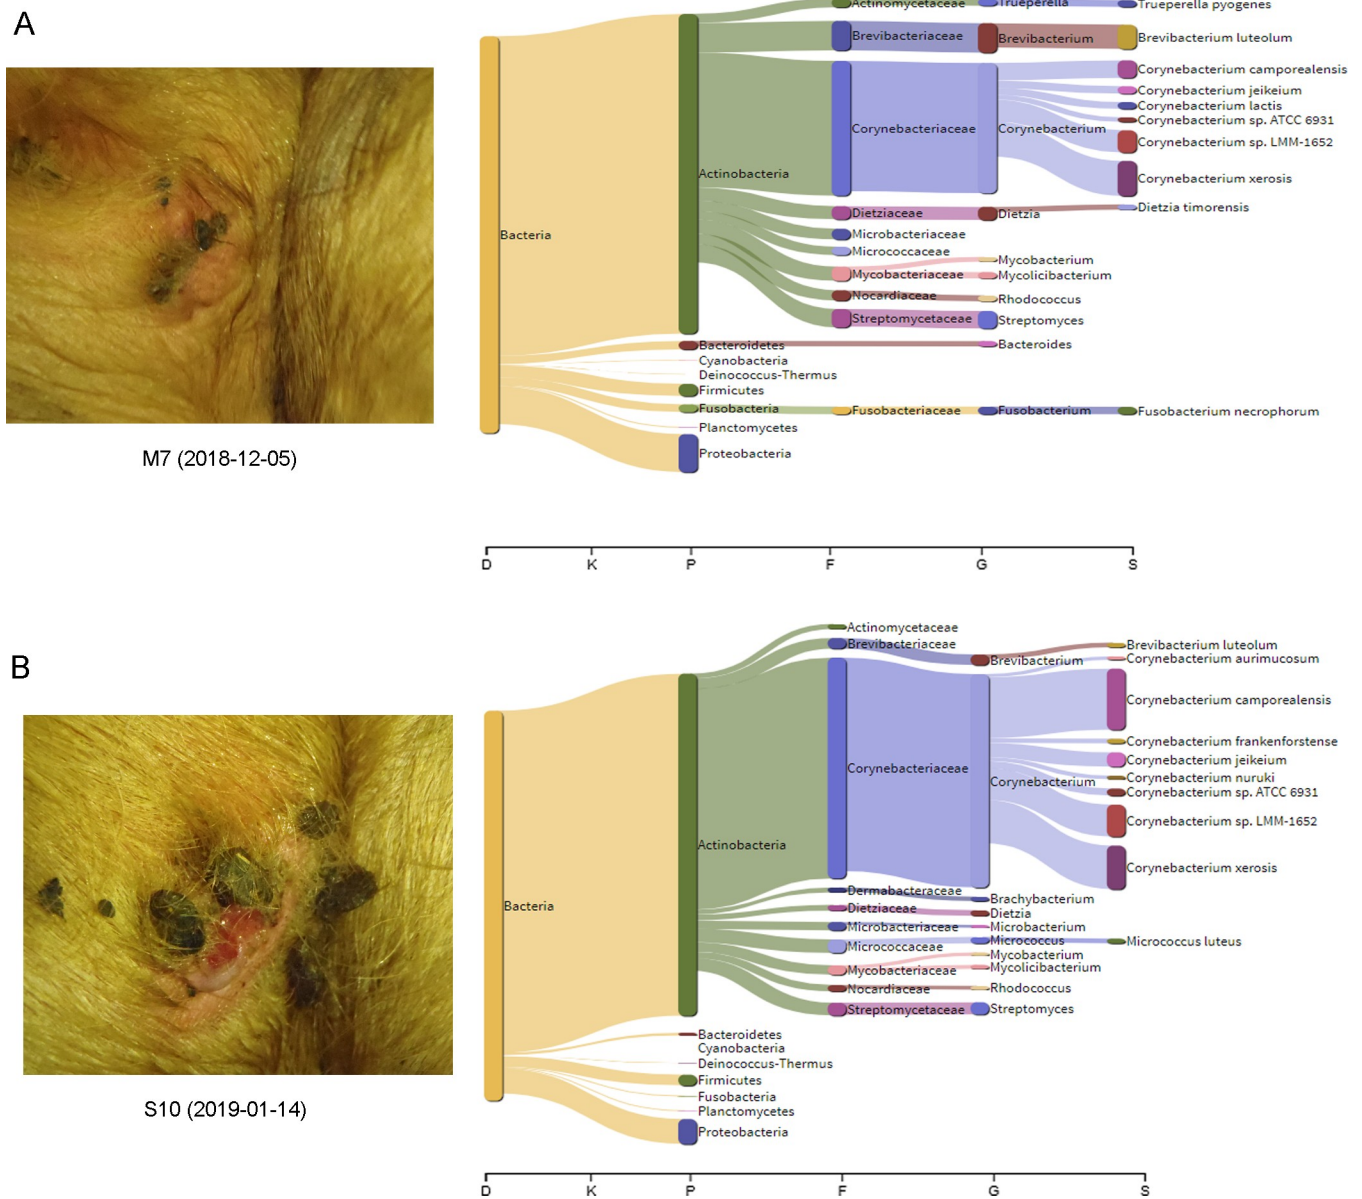 A
Actinomycetaceae Trueperella Trueperella pyogenes
Brevibacteriaceae Brevibacterium Brevibacterium luteolum
Corynebacterium camporealensis
Corynebacterium jeikeium
Corynebacterium lactis
Corynebacterium sp. ATCC 6931
Corynebacteriaceae Corynebacterium
Corynebacterium sp. LMM-1652
Actinobacteria
Corynebacterium xerosis
Dietziaceae Dietzia Dietzia timorensis
Bacteria Microbacteriaceae
Micrococcaceae
Mycobacterium
Mycobacteriaceae Mycolicibacterium
Nocardiaceae Rhodococcus
Streptomycetaceae Streptomyces
Bacteroidetes Bacteroides
Cyanobacteria
Deinococcus-Thermus
Firmicutes
Fusobacteria Fusobacteriaceae Fusobacterium Fusobacterium necrophorum
Planctomycetes
Proteobacteria
M7 (2018-12-05)
D K P F G S
B
Actinomycetaceae
Brevibacteriaceae Brevibacterium luteolum
Brevibacterium Corynebacterium aurimucosum
Corynebacterium camporealensis
Corynebacterium frankenforstense
Corynebacterium jeikeium
Corynebacteriaceae Corynebacterium Corynebacterium nuruki
Corynebacterium sp. ATCC 6931
Corynebacterium sp. LMM-1652
Actinobacteria
Corynebacterium xerosis
Dermabacteraceae Brachybacterium
Bacteria Dietziaceae Dietzia
Microbacteriaceae Microbacterium
Micrococcaceae Micrococcus Micrococcus luteus
Mycobacterium
Mycobacteriaceae Mycolicibacterium
Nocardiaceae Rhodococcus
Streptomycetaceae Streptomyces
Bacteroidetes
Cyanobacteria
Deinococcus-Thermus
Firmicutes
Fusobacteria
Planctomycetes
Proteobacteria
S10 (2019-01-14)
D K P F G S